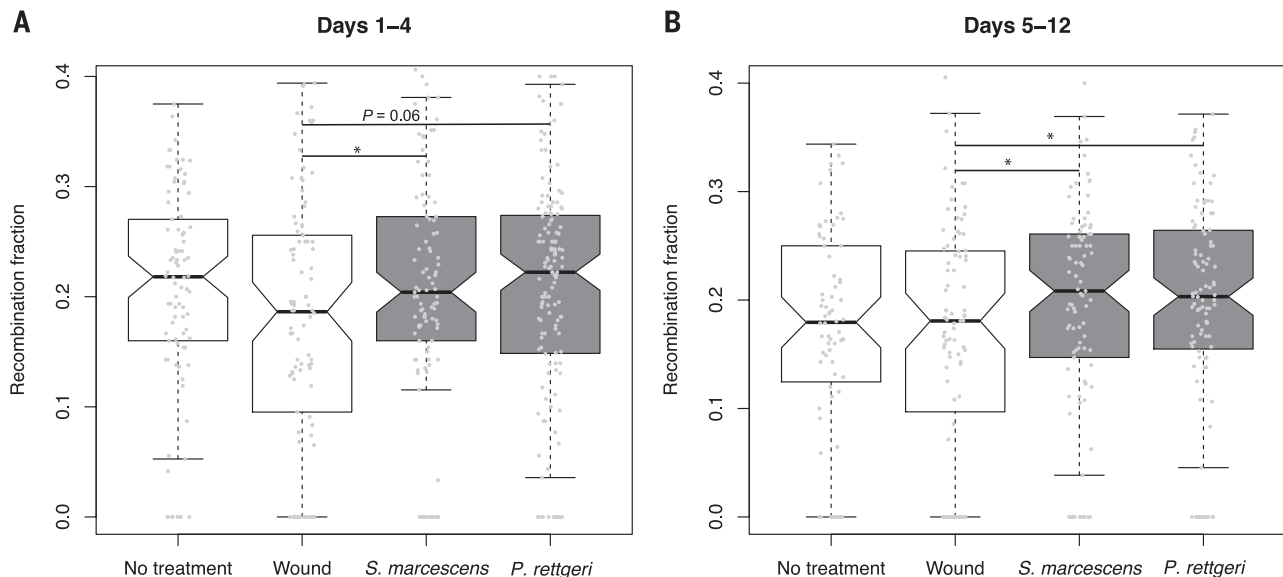 A
Days 1–4
Recombination fraction
0.4
0.3
0.2
0.1
0.0
P = 0.06
*
No treatment
Wound
S. marcescens
P. rettgeri
B
Days 5–12
Recombination fraction
0.4
0.3
0.2
0.1
0.0
*
*
No treatment
Wound
S. marcescens
P. rettgeri